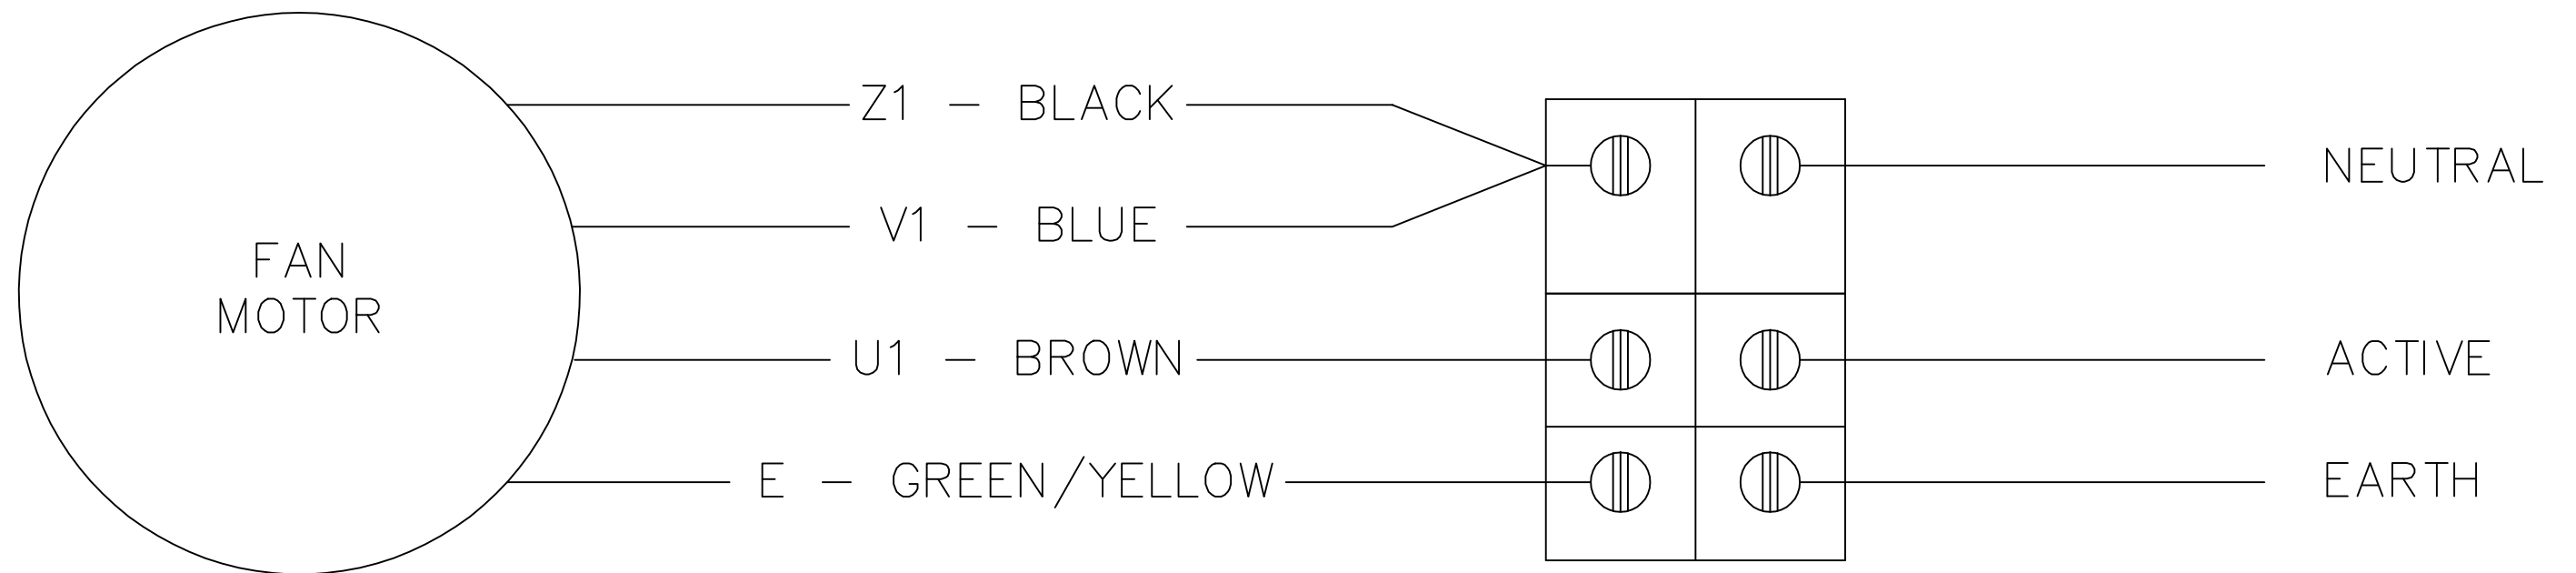 FAN
MOTOR
Z1 - BLACK
V1 - BLUE
U1 - BROWN
E - GREEN/YELLOW
NEUTRAL
ACTIVE
EARTH